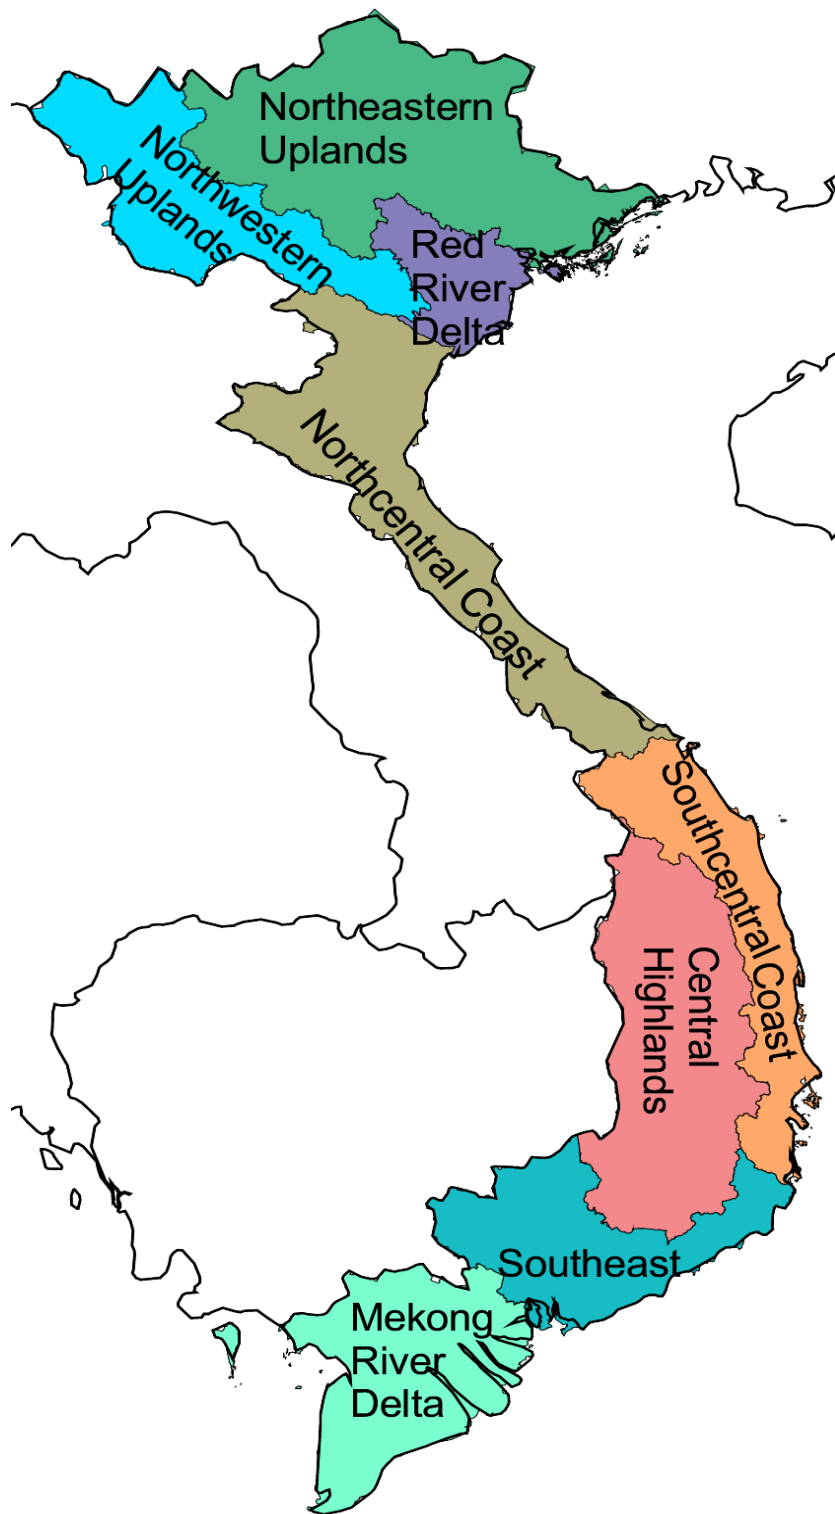 Northeastern
Uplands
Northwestern
Uplands
Red
River
Delta
Northcentral Coast
Southcentral Coast
Central
Highlands
Southeast
Mekong
River
Delta